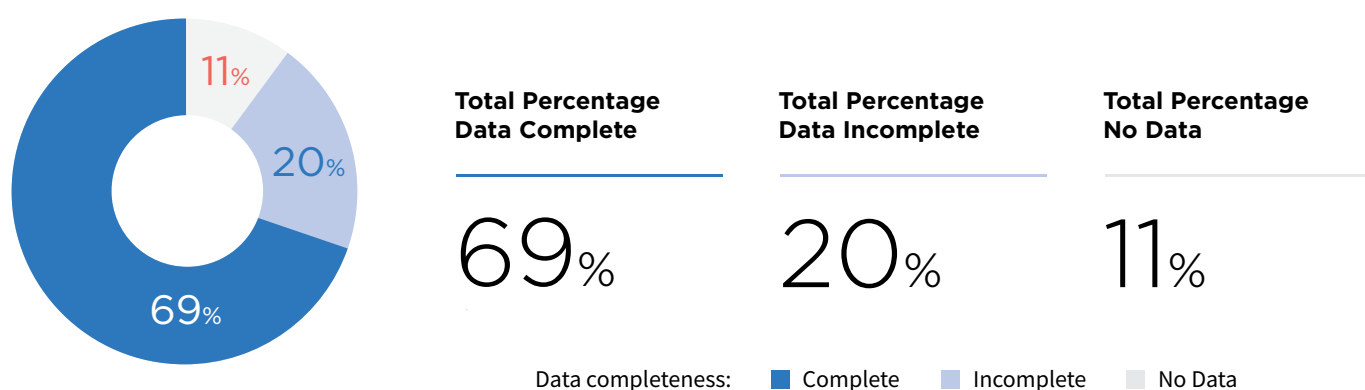 11%
20%
69%
Total Percentage
Data Complete
69%
Total Percentage
Data Incomplete
20%
Total Percentage
No Data
11%
Data completeness: Complete Incomplete No Data